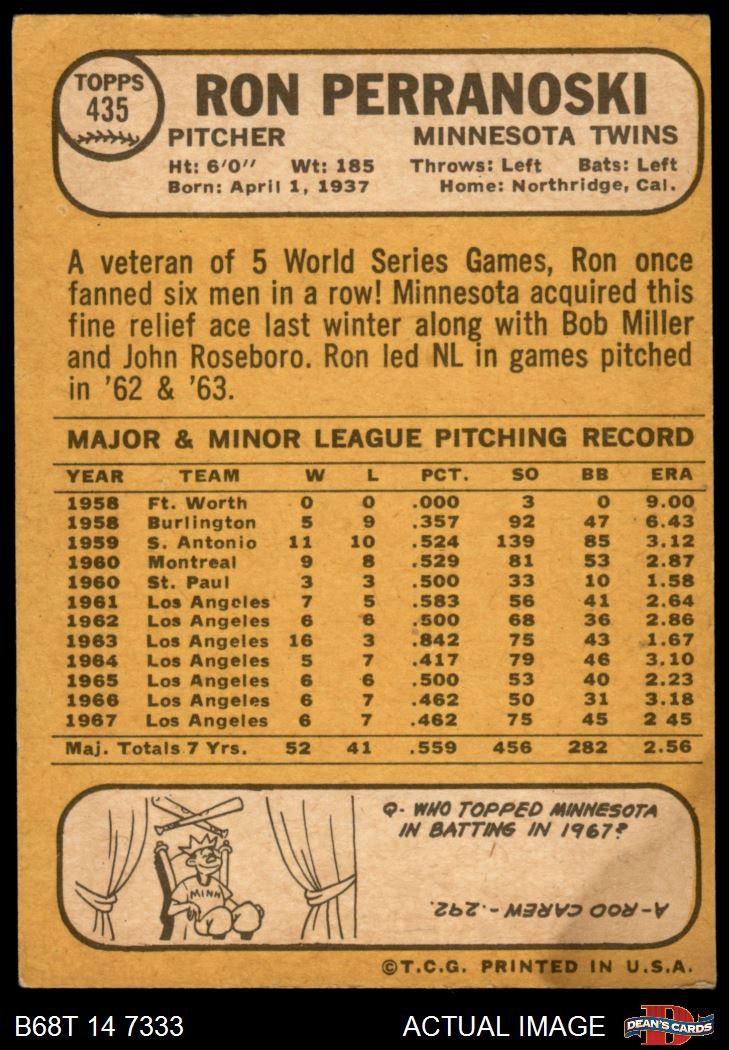 TOPPS
435
RON PERRANOSKI
PITCHER MINNESOTA TWINS
Ht: 6'0" Wt: 185 Throws: Left Bats: Left
Born: April 1, 1937 Home: Northridge, Cal.
A veteran of 5 World Series Games, Ron once
fanned six men in a row! Minnesota acquired this
fine relief ace last winter along with Bob Miller
and John Roseboro. Ron led NL in games pitched
in '62 & '63.
MAJOR & MINOR LEAGUE PITCHING RECORD
YEAR TEAM W L PCT. SO BB ERA
1958 Ft. Worth 0 0 .000 3 0 9.00
1958 Burlington 5 9 .357 92 47 6.43
1959 S. Antonio 11 10 .524 139 85 3.12
1960 Montreal 9 8 .529 81 53 2.87
1960 St. Paul 3 3 .500 33 10 1.58
1961 Los Angeles 7 5 .583 56 41 2.64
1962 Los Angeles 6 6 .500 68 36 2.86
1963 Los Angeles 16 3 .842 75 43 1.67
1964 Los Angeles 5 7 .417 79 46 3.10
1965 Los Angeles 6 6 .500 53 40 2.23
1966 Los Angeles 6 7 .462 50 31 3.18
1967 Los Angeles 6 7 .462 75 45 2 45
Maj. Totals 7 Yrs. 52 41 .559 456 282 2.56
MINN
Q- WHO TOPPED MINNESOTA
IN BATTING IN 1967?
A-ROD CAREW-.292.
©T.C.G. PRINTED IN U.S.A.
B68T 14 7333 ACTUAL IMAGE
D
DEAN'S CARDS